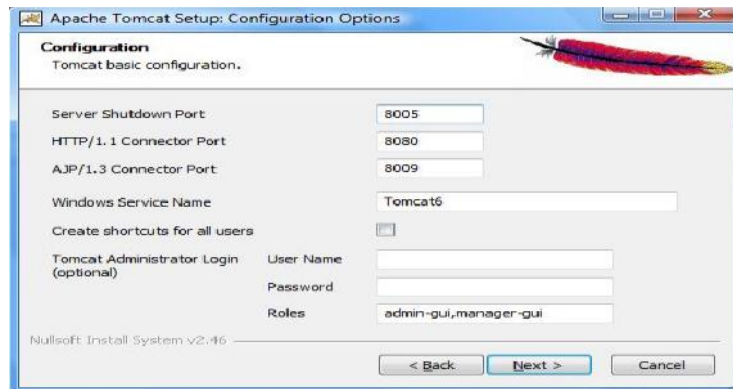 Apache Tomcat Setup: Configuration Options
Configuration
Tomcat basic configuration.
Server Shutdown Port 8005
HTTP/1.1 Connector Port 8080
AJP/1.3 Connector Port 8009
Windows Service Name Tomcat6
Create shortcuts for all users
Tomcat Administrator Login (optional)
User Name
Password
Roles admin-gui,manager-gui
Nullsoft Install System v2.46
< Back Next > Cancel